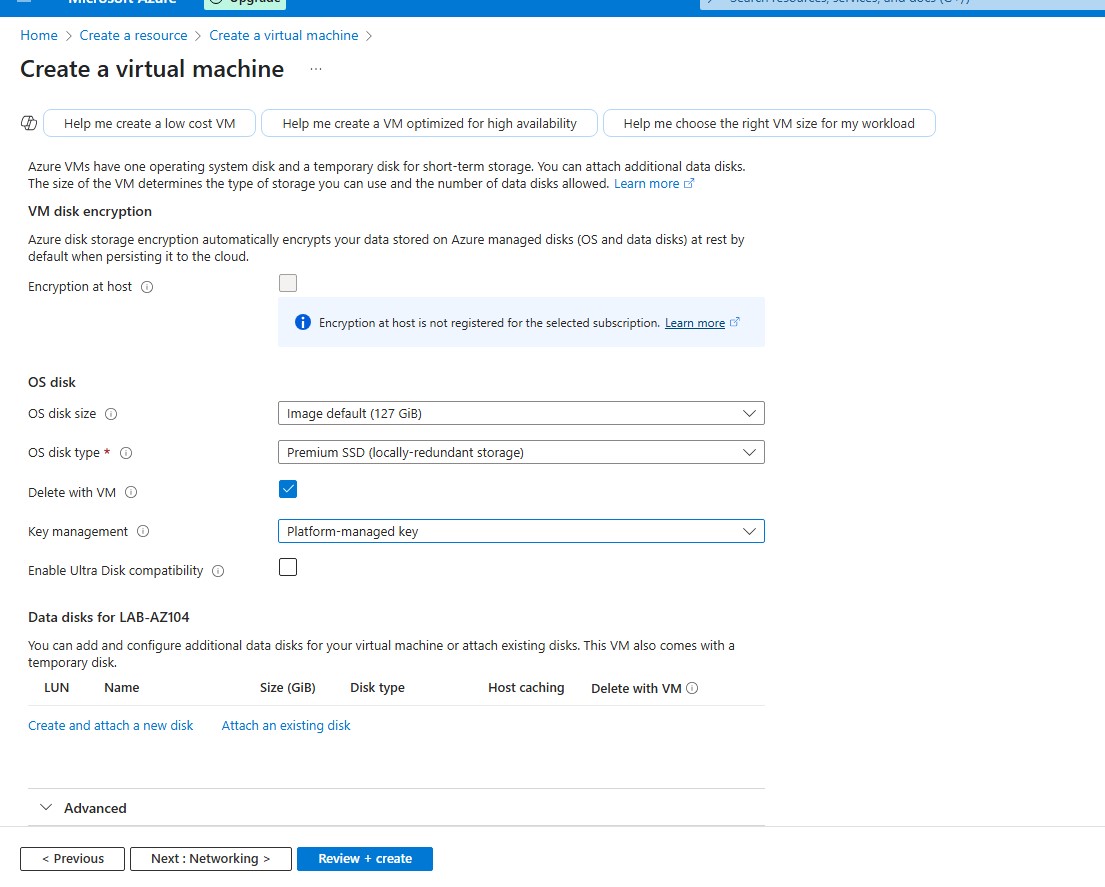 Microsoft Azure
Upgrade
Search resources, services, and docs (G+/)
Home > Create a resource > Create a virtual machine >
Create a virtual machine ...
Help me create a low cost VM
Help me create a VM optimized for high availability
Help me choose the right VM size for my workload
Azure VMs have one operating system disk and a temporary disk for short-term storage. You can attach additional data disks.
The size of the VM determines the type of storage you can use and the number of data disks allowed. Learn more
VM disk encryption
Azure disk storage encryption automatically encrypts your data stored on Azure managed disks (OS and data disks) at rest by
default when persisting it to the cloud.
Encryption at host
Encryption at host is not registered for the selected subscription. Learn more
OS disk
OS disk size
Image default (127 GiB)
OS disk type *
Premium SSD (locally-redundant storage)
Delete with VM
Key management
Platform-managed key
Enable Ultra Disk compatibility
Data disks for LAB-AZ104
You can add and configure additional data disks for your virtual machine or attach existing disks. This VM also comes with a
temporary disk.
LUN Name Size (GiB) Disk type Host caching Delete with VM
Create and attach a new disk Attach an existing disk
Advanced
< Previous Next : Networking > Review + create